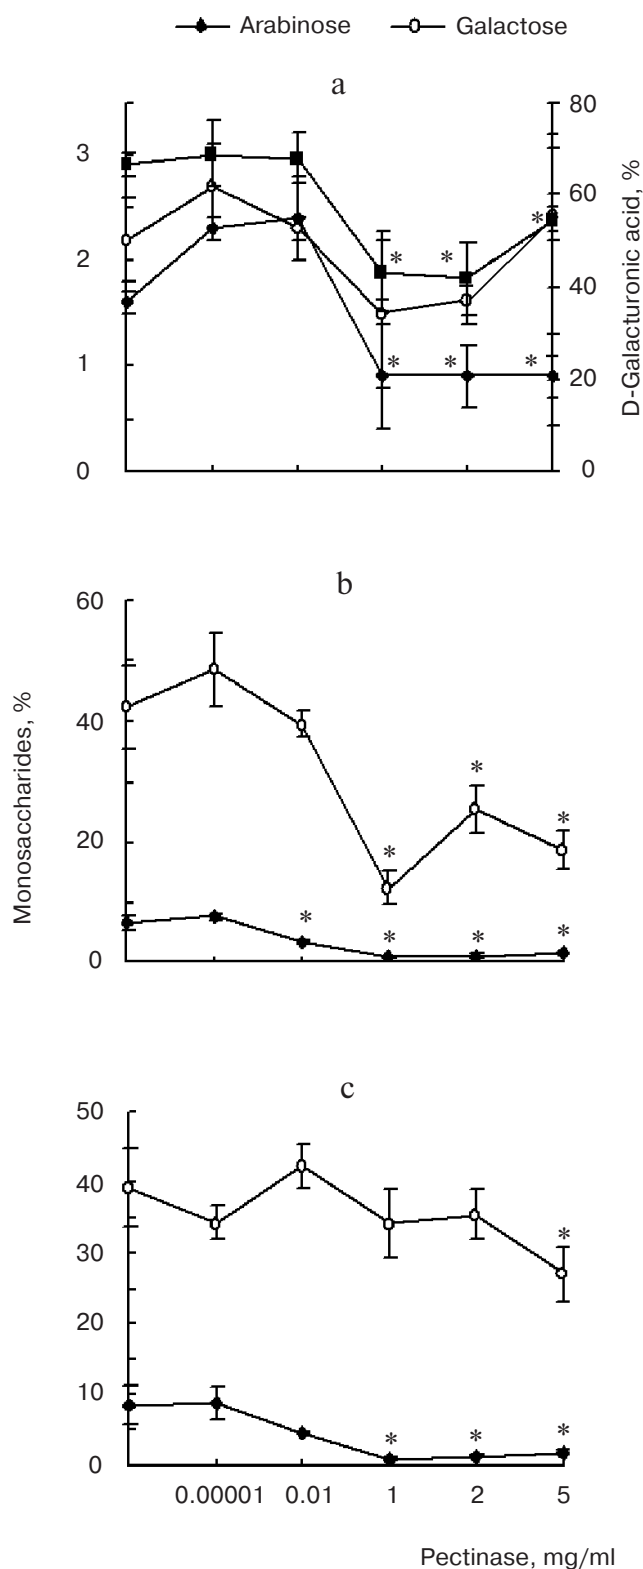 Arabinose Galactose
a
3
2
1
0
80
60
40
20
0
D-Galacturonic acid, %
* *
*
* * *
b
60
40
20
0
Monosaccharides, %
*
*
*
* * * *
c
50
40
30
20
10
0
*
* * *
0.00001 0.01 1 2 5
Pectinase, mg/ml